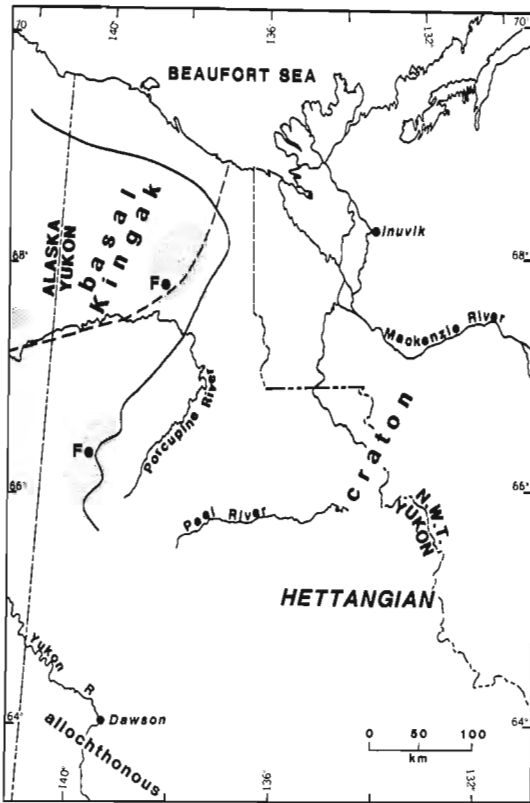 140
136
132
70
70
BEAUFORT SEA
ALASKA
YUKON
basal
Kingak
Inuvik
68
68
Fe
Mackenzie River
Porcupine River
craton
Fe
66
66
Peel River
N.W.T.
YUKON
HETTANGIAN
Yukon R
64
64
Dawson
allochthonous
0 50 100
km
140
136
132